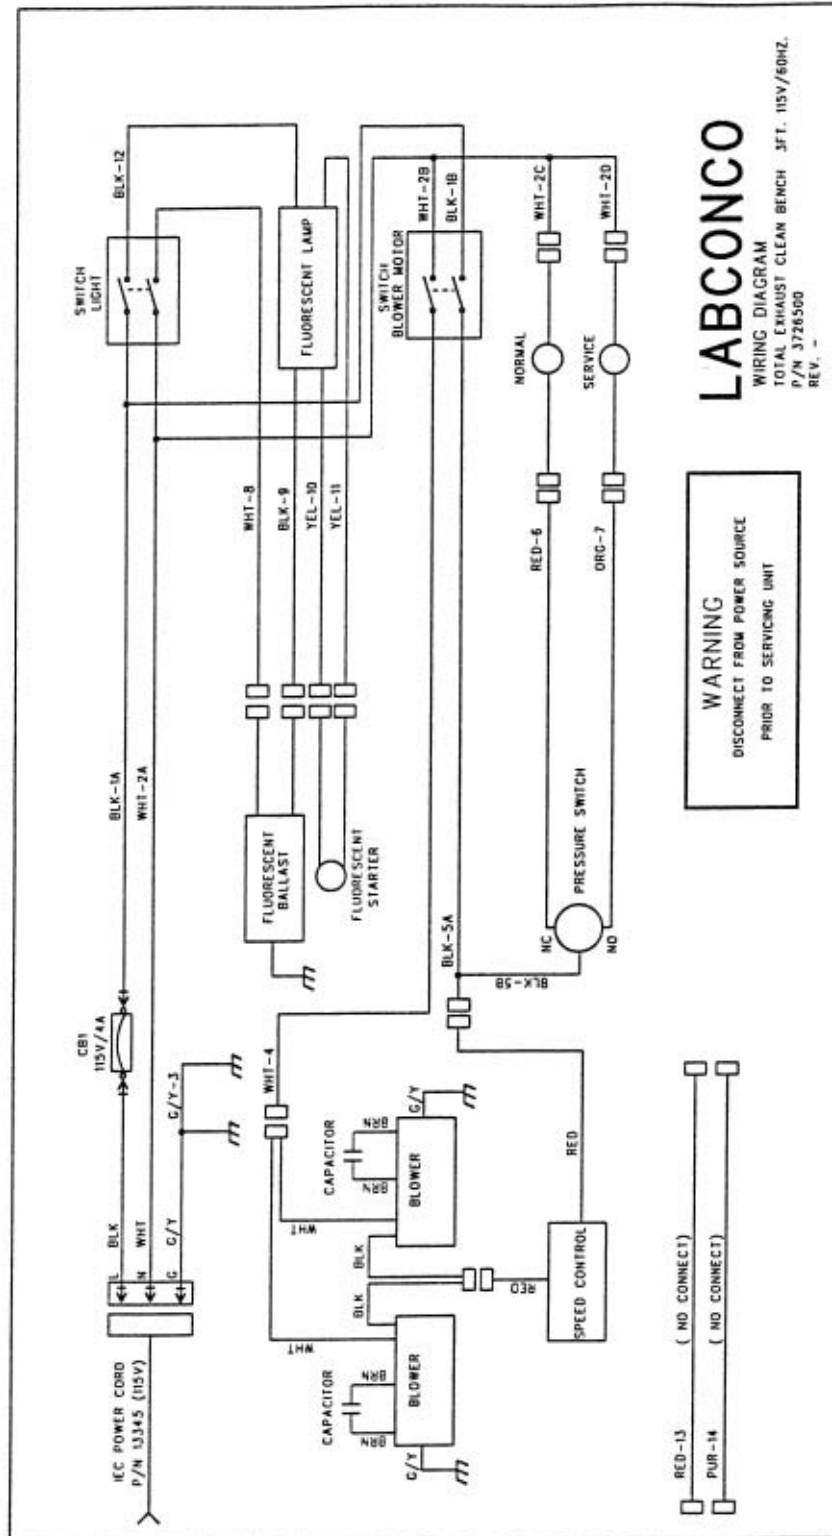 IEC POWER CORD
P/N 13345 (115V)
L
N
G
BLK
WHT
G/Y
CB1
115V/4A
G/Y-3
BLK-1A
WHT-2A
SWITCH
LIGHT
BLK-12
FLUORESCENT
BALLAST
FLUORESCENT
STARTER
WHT-8
BLK-9
YEL-10
YEL-11
FLUORESCENT LAMP
WHT
WHT
WHT-4
CAPACITOR
BRN
BRN
BLOWER
G/Y
BLK
BLK
CAPACITOR
BRN
BRN
BLOWER
G/Y
RED
SPEED CONTROL
RED
BLK-5A
BLK-5B
SWITCH
BLOWER MOTOR
WHT-2B
BLK-1B
NC
NO
PRESSURE SWITCH
RED-6
ORG-7
NORMAL
SERVICE
WHT-2C
WHT-2D
RED-13
( NO CONNECT)
PUR-14
( NO CONNECT)
WARNING
DISCONNECT FROM POWER SOURCE
PRIOR TO SERVICING UNIT
LABCONCO
WIRING DIAGRAM
TOTAL EXHAUST CLEAN BENCH 3FT. 115V/60HZ.
P/N 3726500
REV. -